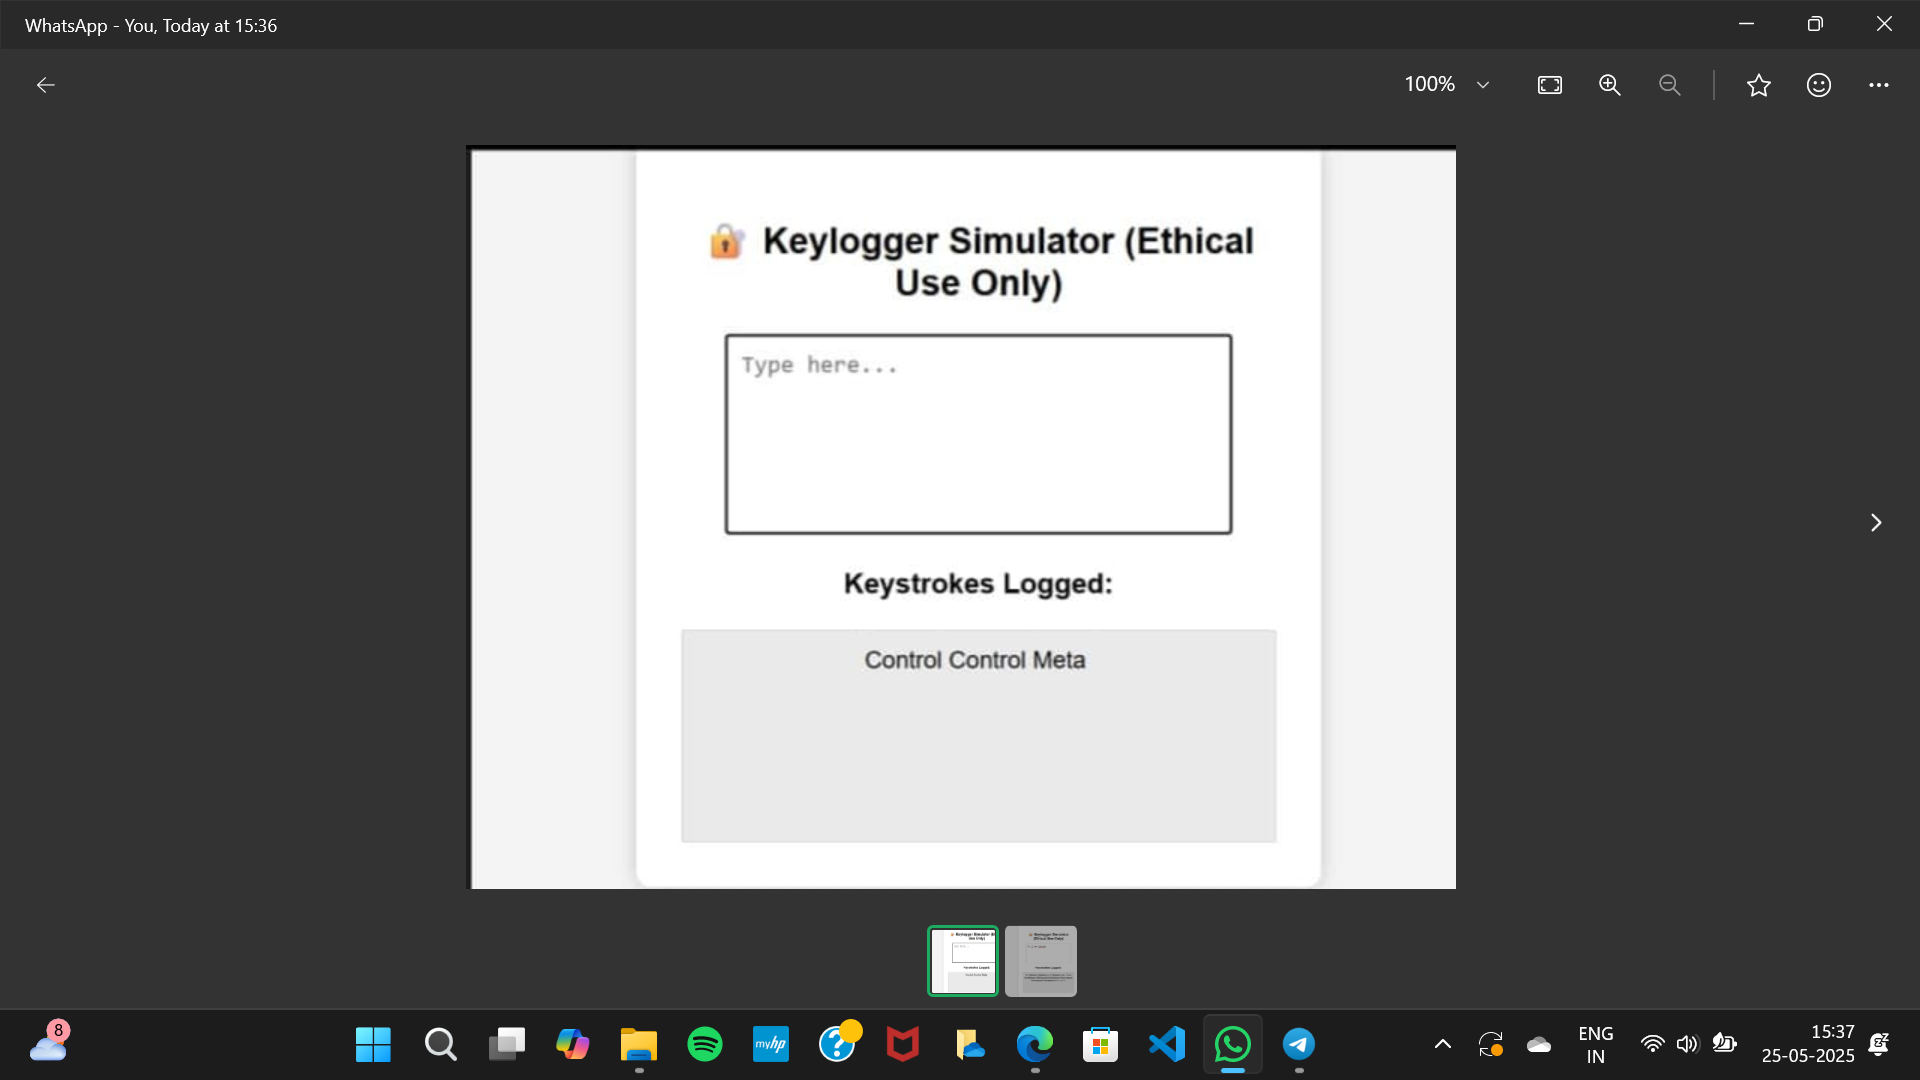 WhatsApp - You, Today at 15:36
100%
Keylogger Simulator (Ethical
Use Only)
Type here...
Keystrokes Logged:
Control Control Meta
8
myhp
ENG
IN
15:37
25-05-2025